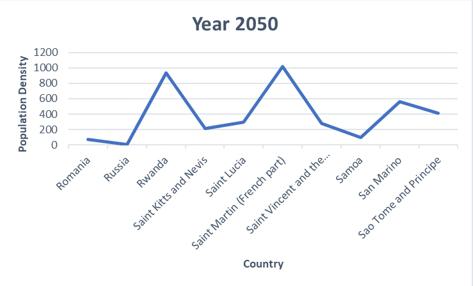 Year 2050
Population Density
1200
1000
800
600
400
200
0
Romania
Russia
Rwanda
Saint Kitts and Nevis
Saint Lucia
Saint Martin (French part)
Saint Vincent and the...
Samoa
San Marino
Sao Tome and Principe
Country